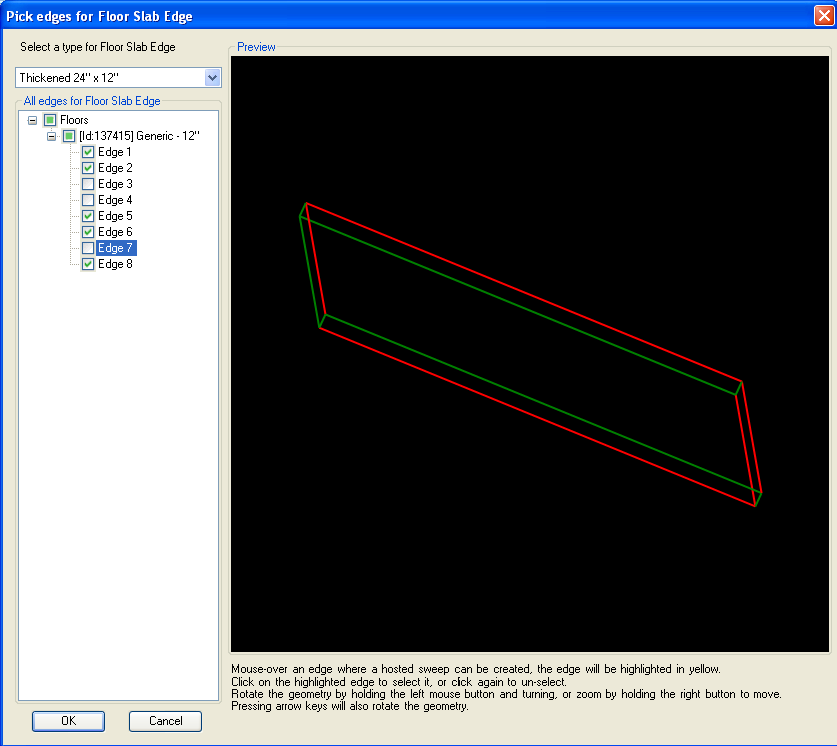 Pick edges for Floor Slab Edge
Select a type for Floor Slab Edge
Thickened 24" x 12"
All edges for Floor Slab Edge
Floors
[Id:137415] Generic - 12"
Edge 1
Edge 2
Edge 3
Edge 4
Edge 5
Edge 6
Edge 7
Edge 8
OK
Cancel
Preview
Mouse-over an edge where a hosted sweep can be created, the edge will be highlighted in yellow.
Click on the highlighted edge to select it, or click again to un-select.
Rotate the geometry by holding the left mouse button and turning, or zoom by holding the right button to move.
Pressing arrow keys will also rotate the geometry.